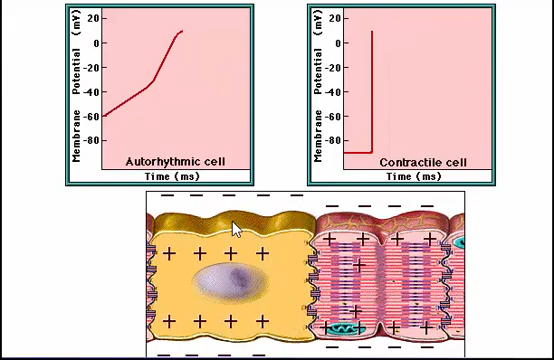 Membrane Potential (mV)
20
0
-20
-40
-60
-80
Autorhythmic cell
Time (ms)
Membrane Potential (mV)
20
0
-20
-40
-60
-80
Contractile cell
Time (ms)